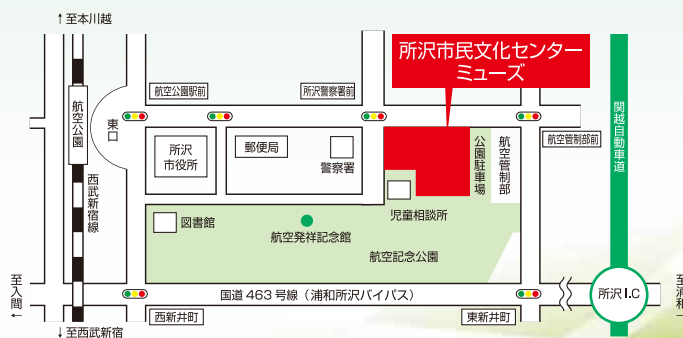 ↑至本川越
所沢市民文化センター
ミューズ
航空公園駅前
所沢警察署前
航空公園
東口
所沢
市役所
郵便局
警察署
公園駐車場
航空管制部
航空管制部前
関越自動車道
西武新宿線
児童相談所
図書館
航空発祥記念館
航空記念公園
至入間
←
国道463号線（浦和所沢バイパス）
所沢I.C
至浦和
→
西新井町
東新井町
↓至西武新宿